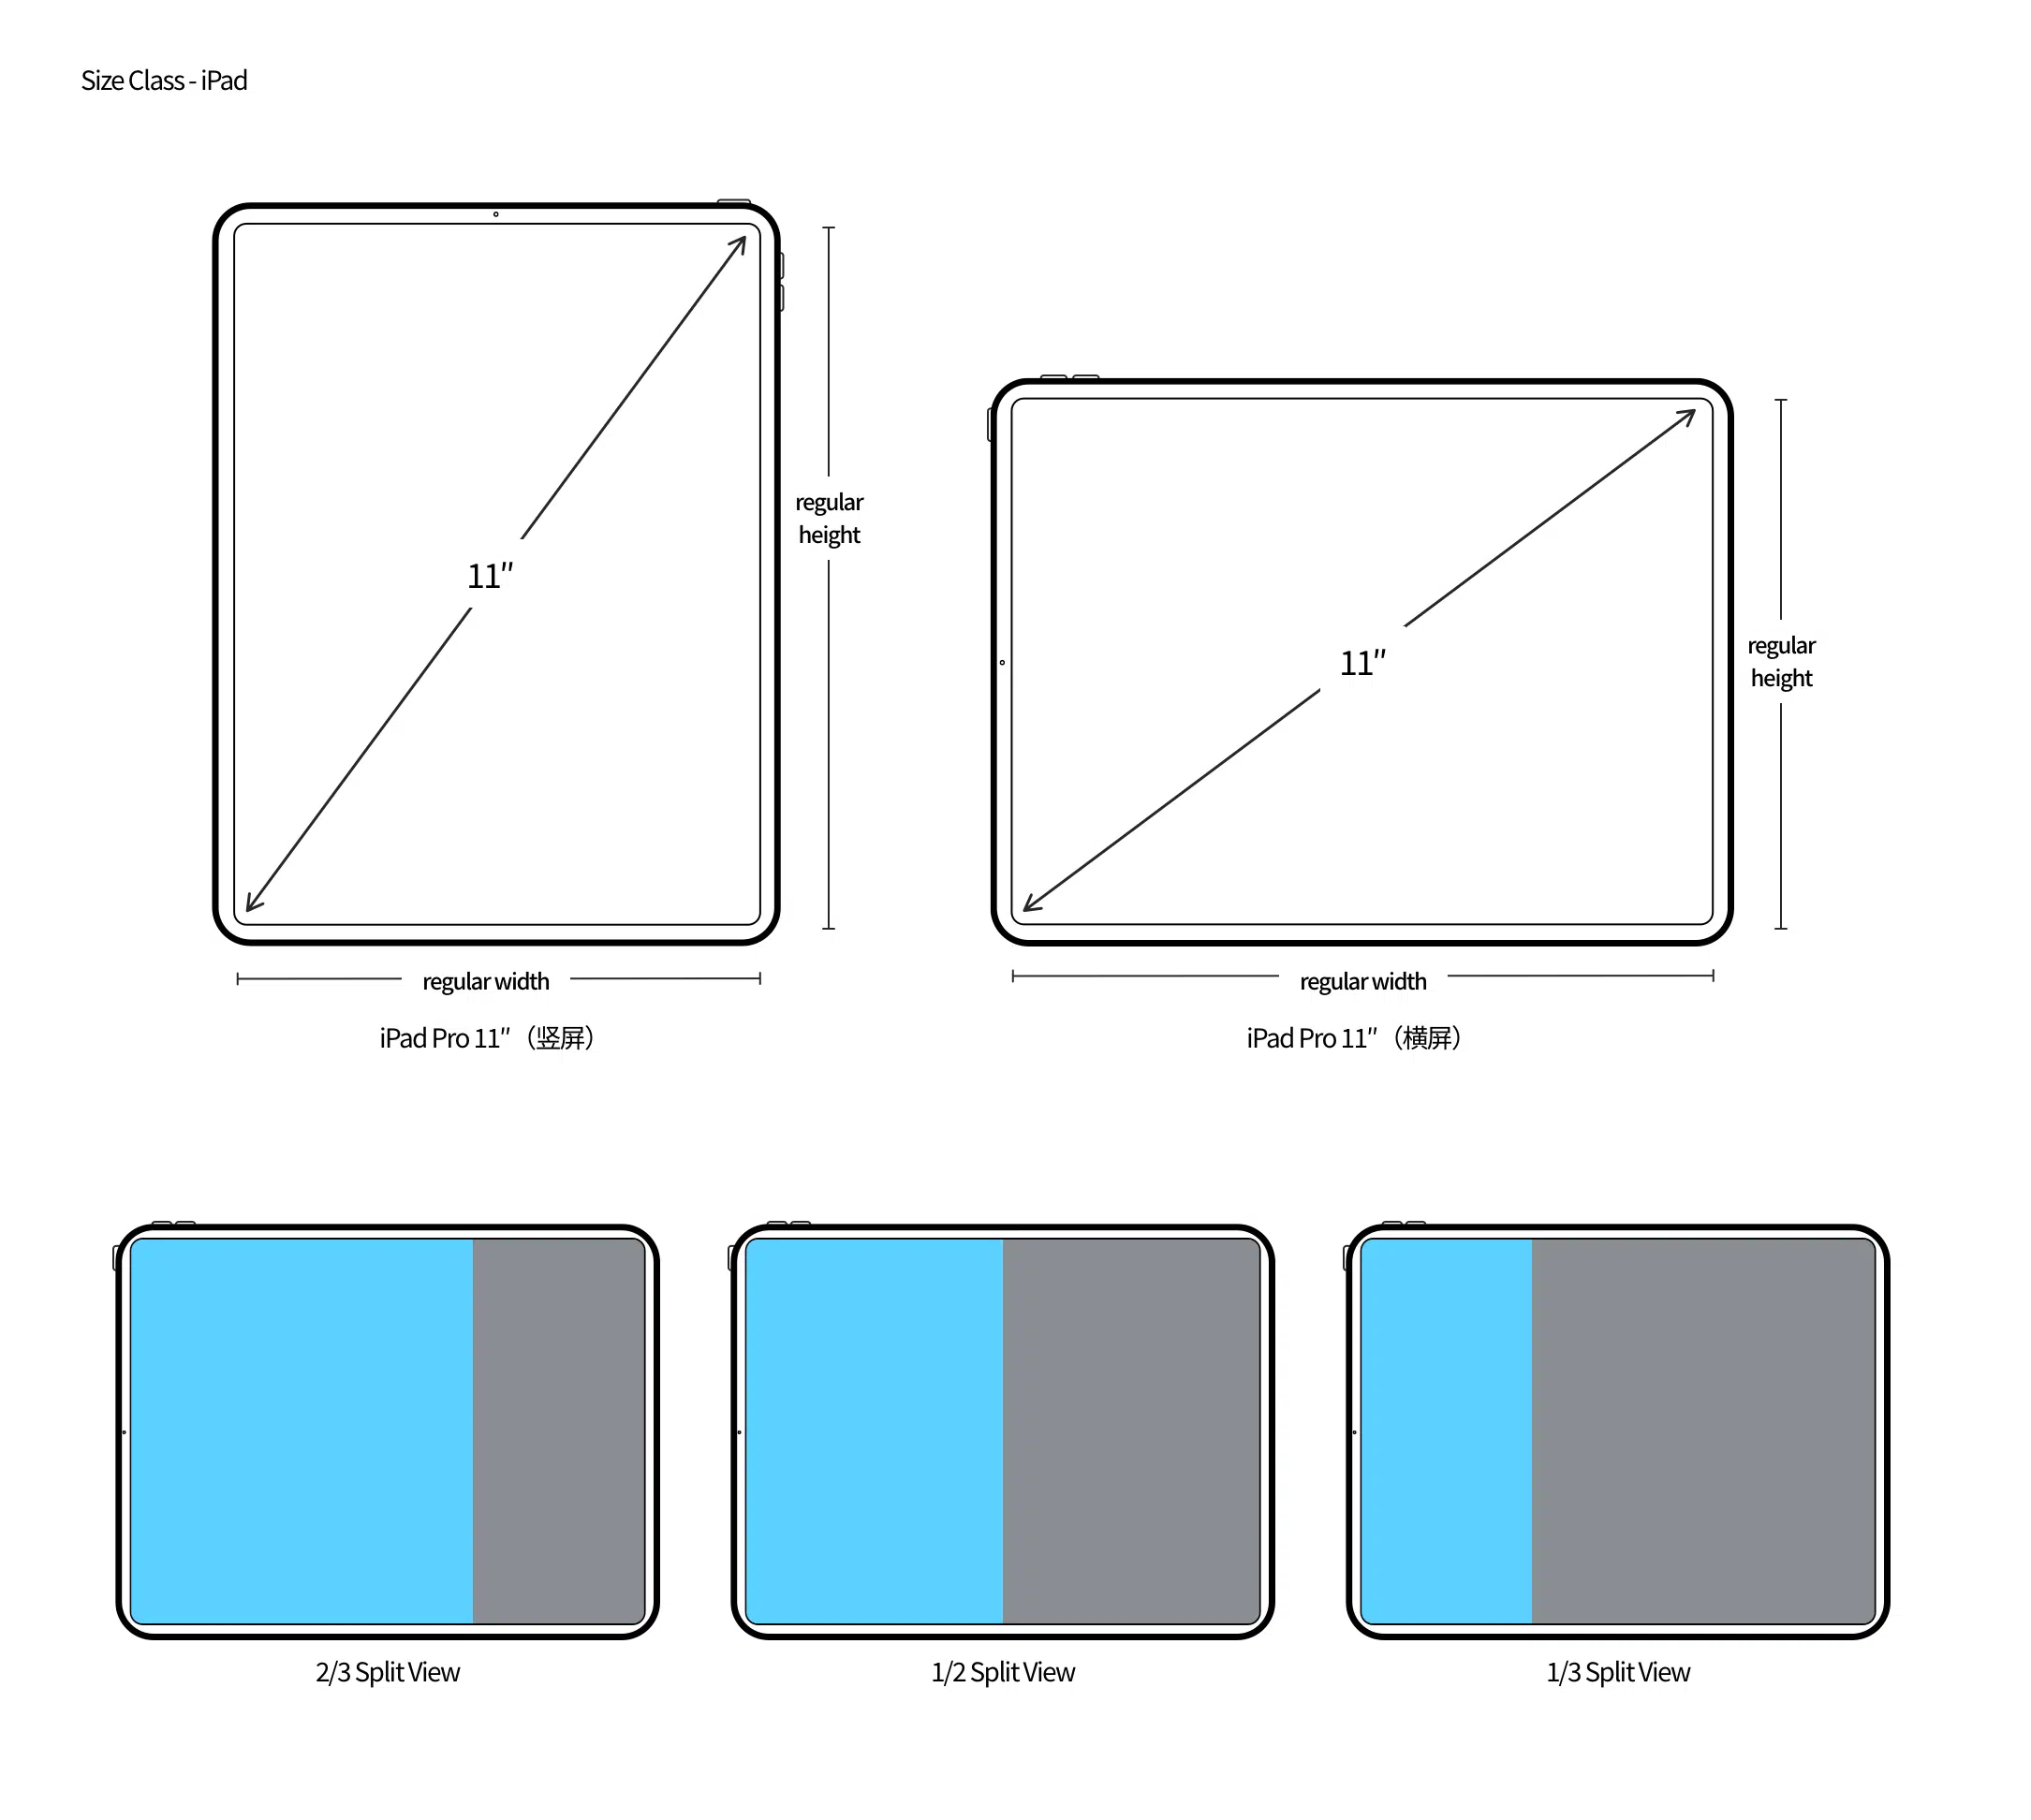 Size Class - iPad
11"
regular
height
regular width
iPad Pro 11"（竖屏）
11"
regular
height
regular width
iPad Pro 11"（横屏）
2/3 Split View
1/2 Split View
1/3 Split View